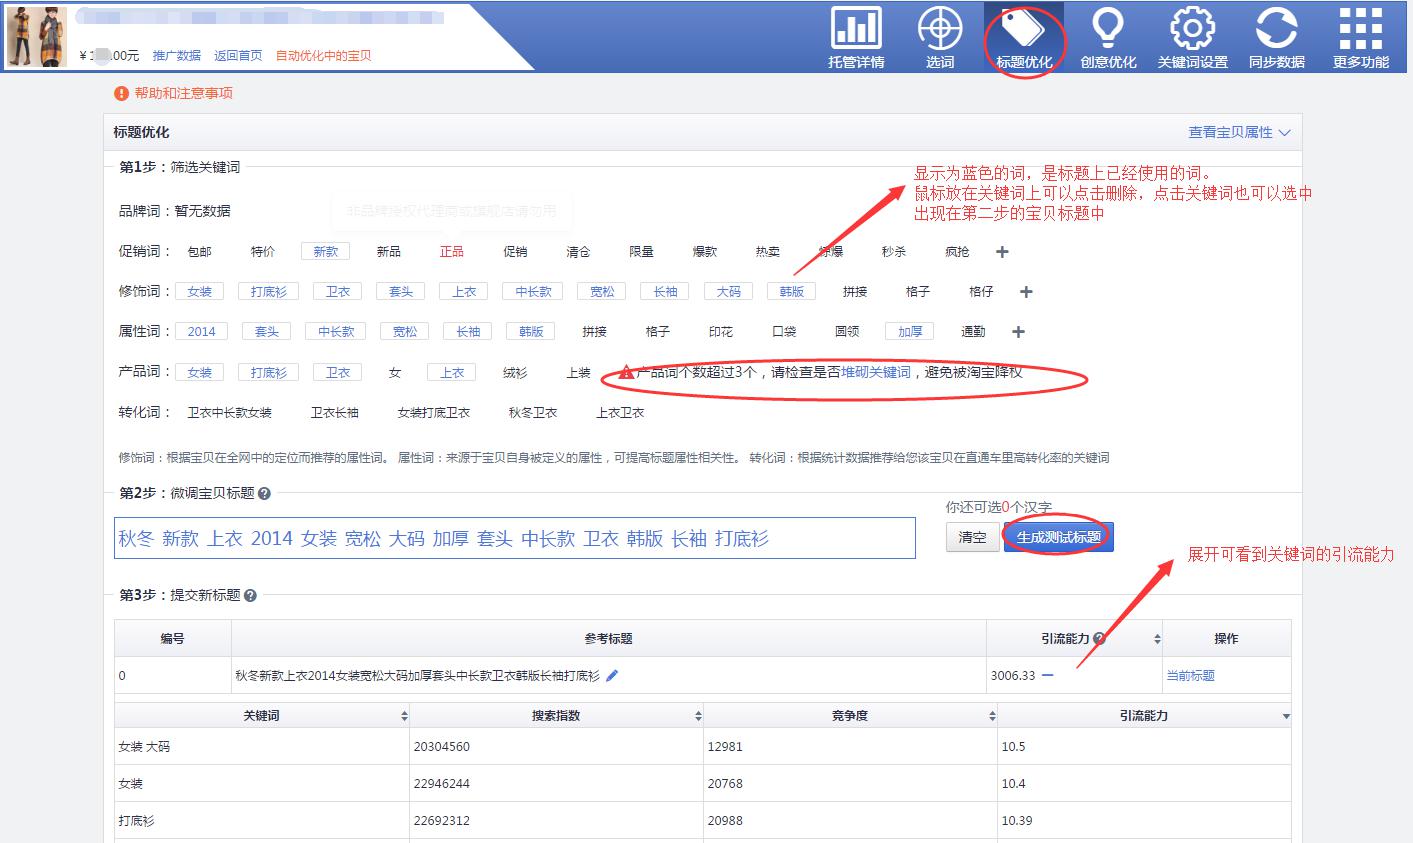 托管详情 选词 标题优化 创意优化 关键词设置 同步数据 更多功能
推广数据 返回首页 自动优化中的宝贝
帮助和注意事项
标题优化 查看宝贝属性
第1步：筛选关键词
显示为蓝色的词，是标题上已经使用的词。
鼠标放在关键词上可以点击删除，点击关键词也可以选中
出现在第二步的宝贝标题中
品牌词：暂无数据
促销词： 包邮 特价 新款 新品 正品 促销 清仓 限量 爆款 热卖 惊爆 秒杀 疯抢 +
修饰词： 女装 打底衫 卫衣 套头 上衣 中长款 宽松 长袖 大码 韩版 拼接 格子 格仔 +
属性词： 2014 套头 中长款 宽松 长袖 韩版 拼接 格子 印花 口袋 圆领 加厚 通勤 +
产品词： 女装 打底衫 卫衣 女 上衣 绒衫 上装 产品词个数超过3个，请检查是否堆砌关键词，避免被淘宝降权
转化词： 卫衣中长款女装 卫衣长袖 女装打底卫衣 秋冬卫衣 上衣卫衣
修饰词：根据宝贝在全网中的定位而推荐的属性词。 属性词：来源于宝贝自身被定义的属性，可提高标题属性相关性。 转化词：根据统计数据推荐给您该宝贝在直通车里高转化率的关键词
第2步：微调宝贝标题
你还可选0个汉字
秋冬 新款 上衣 2014 女装 宽松 大码 加厚 套头 中长款 卫衣 韩版 长袖 打底衫 清空 生成测试标题
展开可看到关键词的引流能力
第3步：提交新标题
编号 参考标题 引流能力 操作
0 秋冬新款上衣2014女装宽松大码加厚套头中长款卫衣韩版长袖打底衫 3006.33 当前标题
关键词 搜索指数 竞争度 引流能力
女装 大码 20304560 12981 10.5
女装 22946244 20768 10.4
打底衫 22692312 20988 10.39